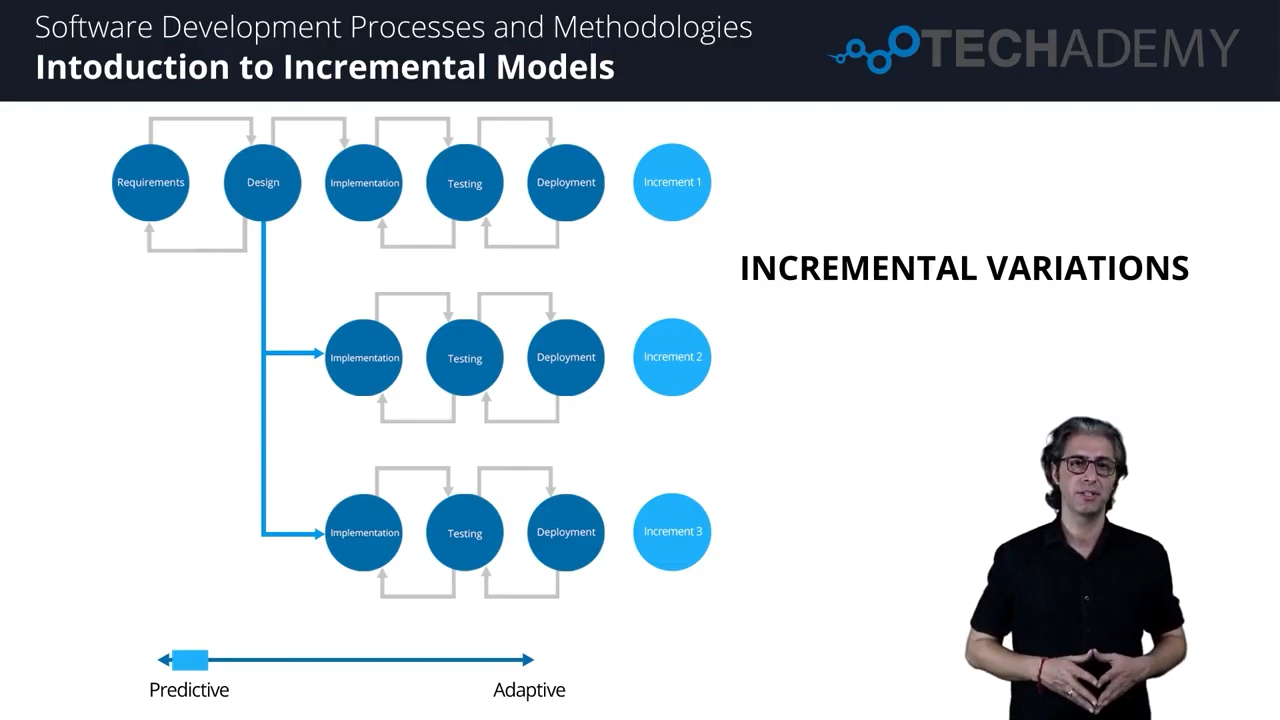 Software Development Processes and Methodologies
Intoduction to Incremental Models
TECHADEMY
Requirements
Design
Implementation
Testing
Deployment
Increment 1
INCREMENTAL VARIATIONS
Implementation
Testing
Deployment
Increment 2
Implementation
Testing
Deployment
Increment 3
Predictive
Adaptive